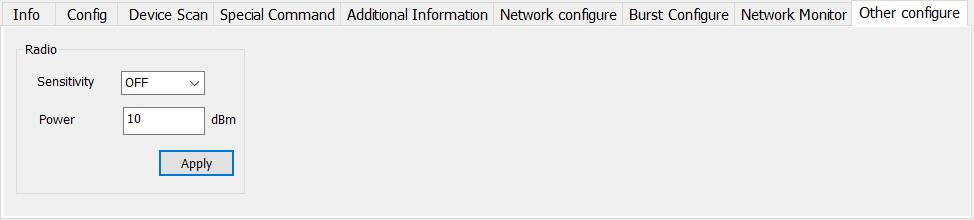 Info Config Device Scan Special Command Additional Information Network configure Burst Configure Network Monitor Other configure
Radio
Sensitivity OFF
Power 10 dBm
Apply